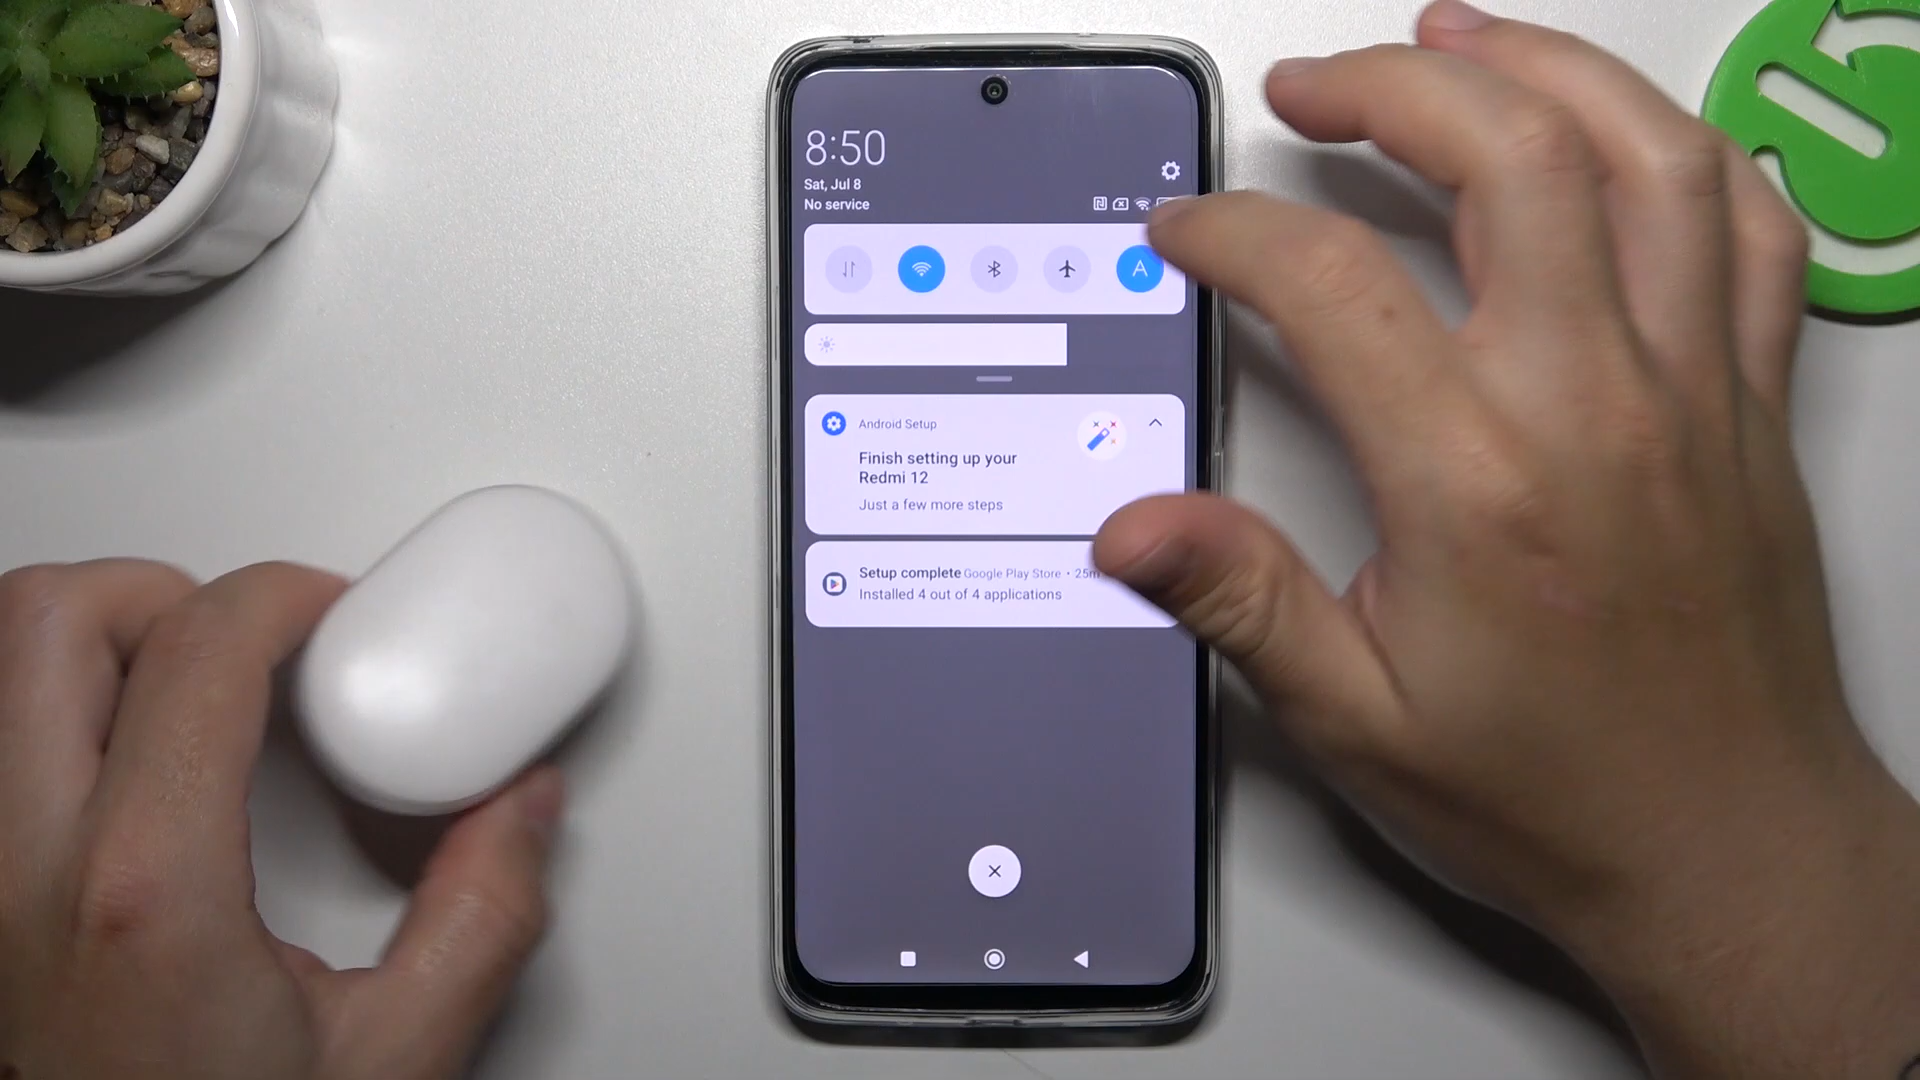 8:50
Sat, Jul 8
No service
A
Android Setup
Finish setting up your
Redmi 12
Just a few more steps
Setup complete Google Play Store • 25m
Installed 4 out of 4 applications